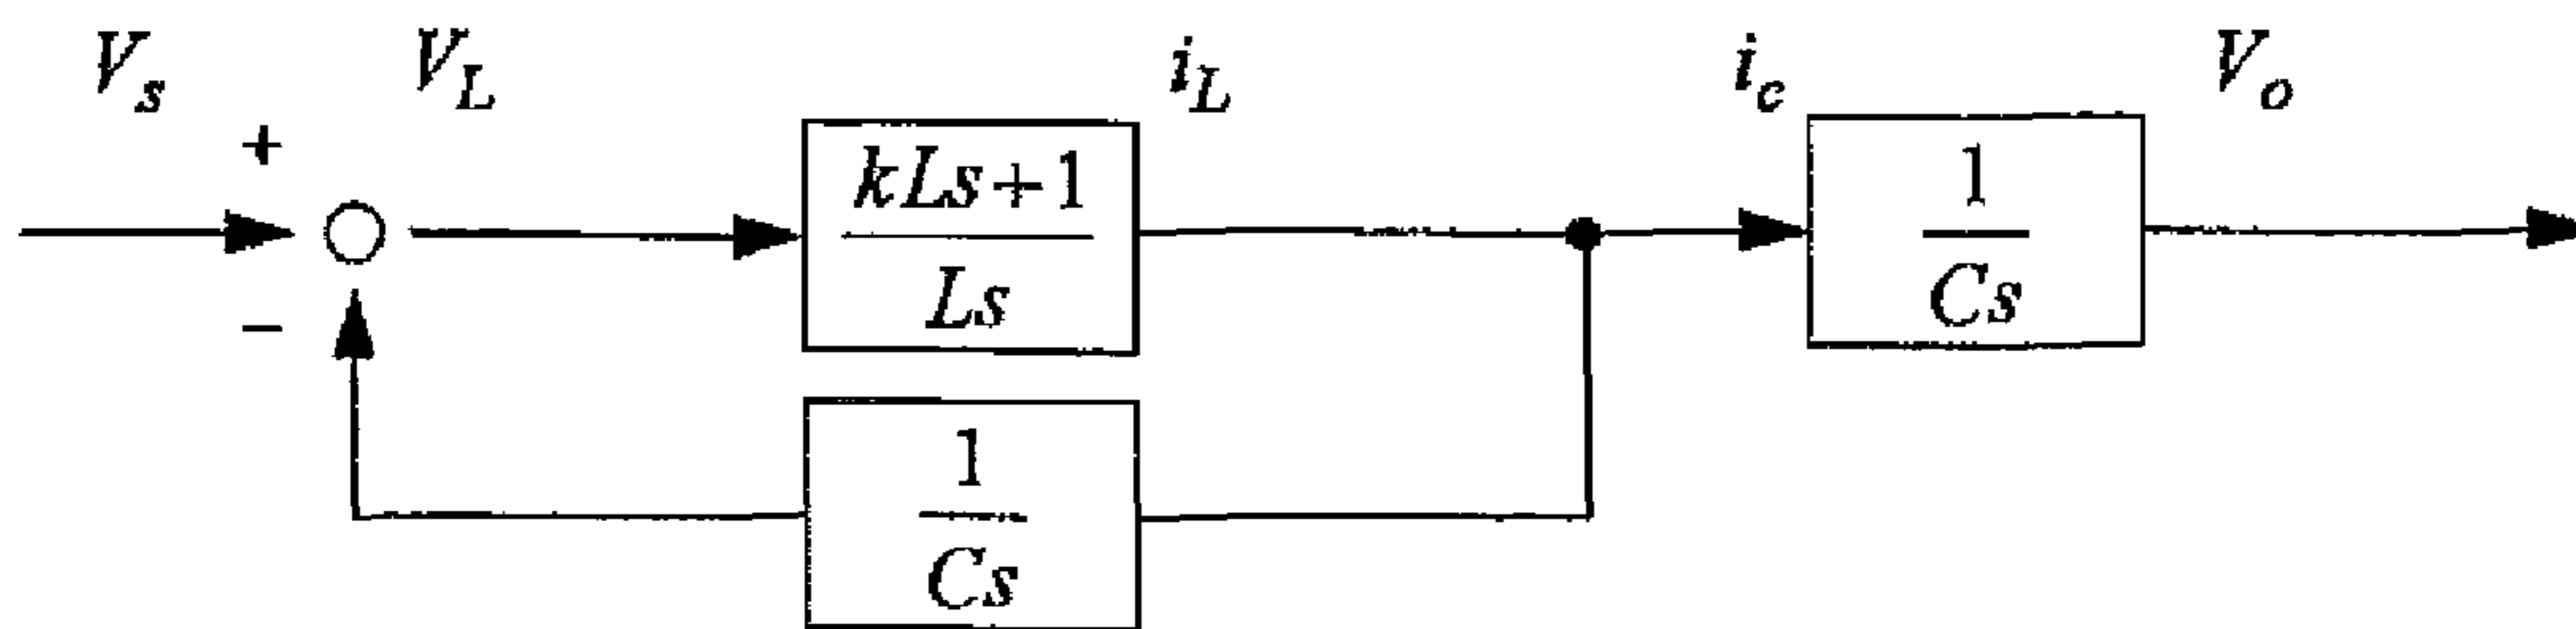 V_s V_L i_L i_c V_o
+
−
kLs+1
Ls
1
Cs
1
Cs